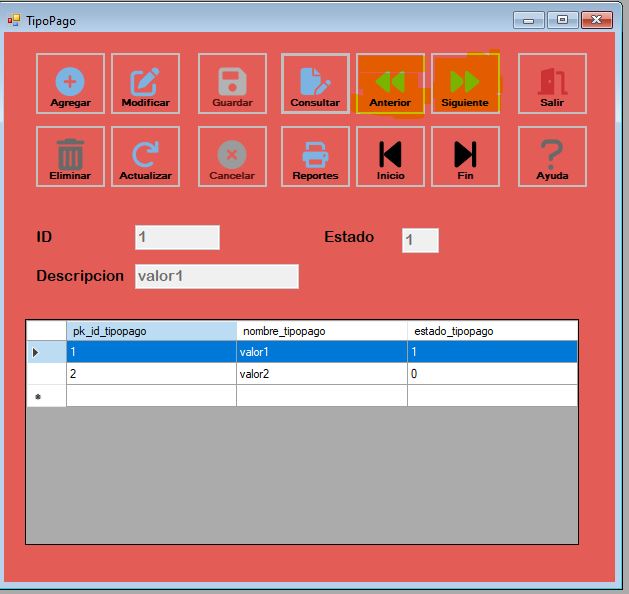 TipoPago
Agregar Modificar Guardar Consultar Anterior Siguiente Salir
Eliminar Actualizar Cancelar Reportes Inicio Fin Ayuda
ID 1 Estado 1
Descripcion valor1
pk_id_tipopago nombre_tipopago estado_tipopago
1 valor1 1
2 valor2 0